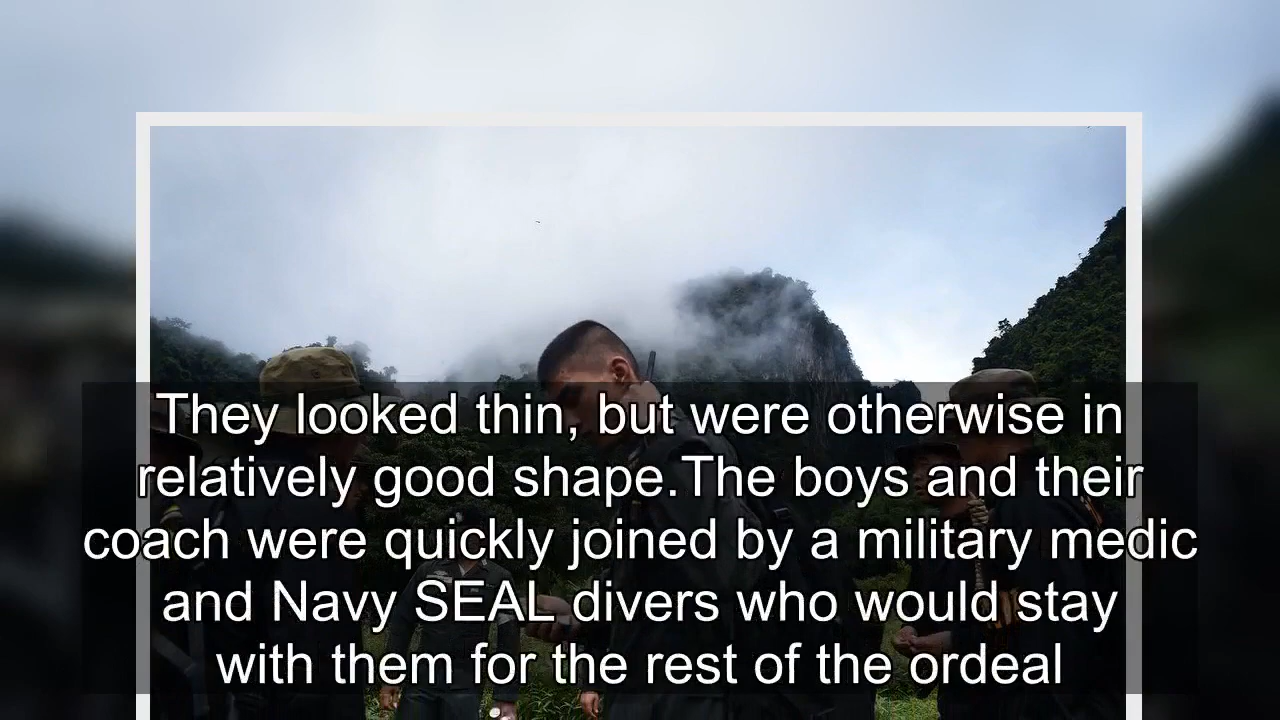 They looked thin, but were otherwise in
relatively good shape.The boys and their
coach were quickly joined by a military medic
and Navy SEAL divers who would stay
with them for the rest of the ordeal